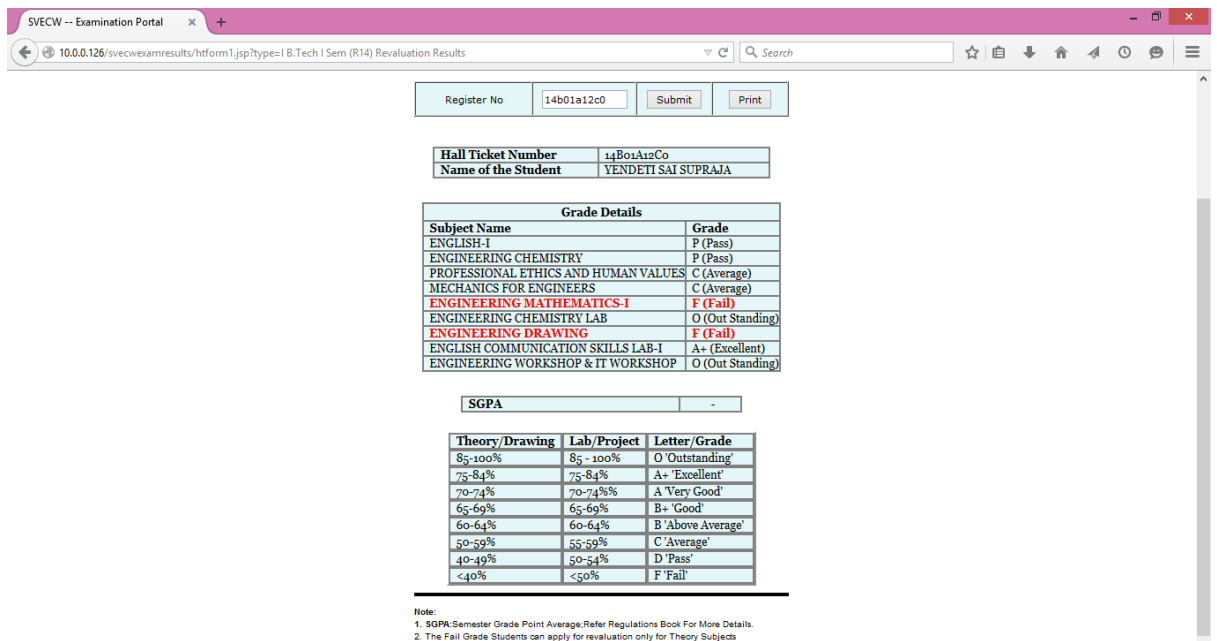 SVECW -- Examination Portal
10.0.0.126/svecwexamresults/htform1.jsp?type=I B.Tech I Sem (R14) Revaluation Results Search
Register No 14b01a12c0 Submit Print
Hall Ticket Number 14B01A12C0
Name of the Student YENDETI SAI SUPRAJA
Grade Details
Subject Name Grade
ENGLISH-I P (Pass)
ENGINEERING CHEMISTRY P (Pass)
PROFESSIONAL ETHICS AND HUMAN VALUES C (Average)
MECHANICS FOR ENGINEERS C (Average)
ENGINEERING MATHEMATICS-I F (Fail)
ENGINEERING CHEMISTRY LAB O (Out Standing)
ENGINEERING DRAWING F (Fail)
ENGLISH COMMUNICATION SKILLS LAB-I A+ (Excellent)
ENGINEERING WORKSHOP & IT WORKSHOP O (Out Standing)
SGPA -
Theory/Drawing Lab/Project Letter/Grade
85-100% 85 - 100% O 'Outstanding'
75-84% 75-84% A+ 'Excellent'
70-74% 70-74%% A 'Very Good'
65-69% 65-69% B+ 'Good'
60-64% 60-64% B 'Above Average'
50-59% 55-59% C 'Average'
40-49% 50-54% D 'Pass'
<40% <50% F 'Fail'
Note:
1. SGPA:Semester Grade Point Average;Refer Regulations Book For More Details.
2. The Fail Grade Students can apply for revaluation only for Theory Subjects